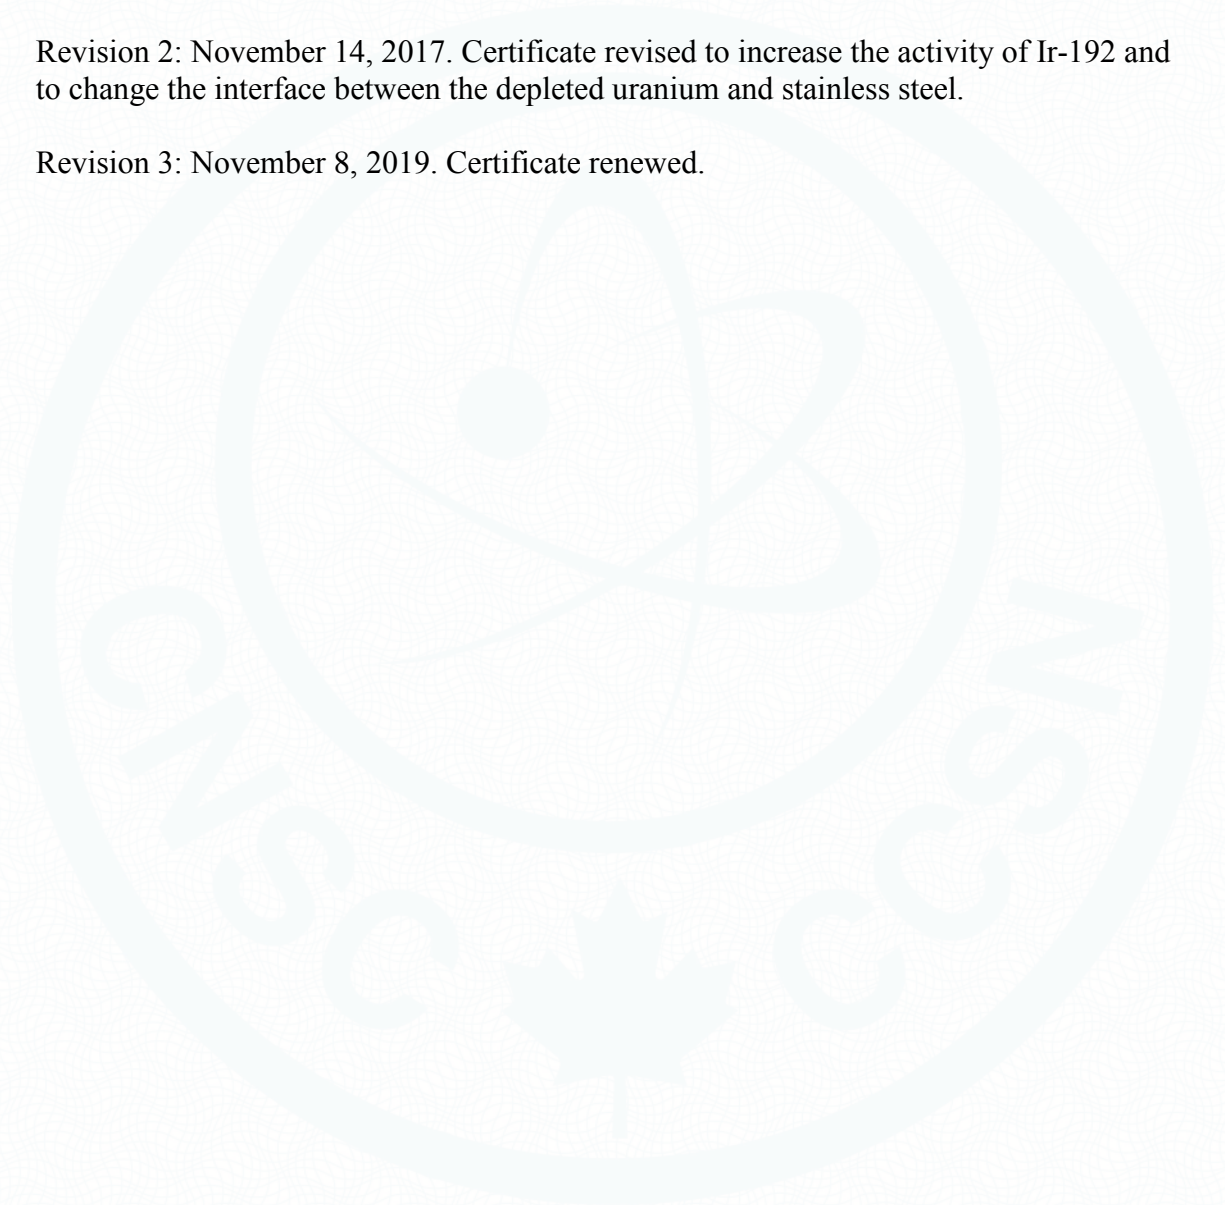 Revision 2: November 14, 2017. Certificate revised to increase the activity of Ir-192 and
to change the interface between the depleted uranium and stainless steel.
Revision 3: November 8, 2019. Certificate renewed.
CNSC CCSN